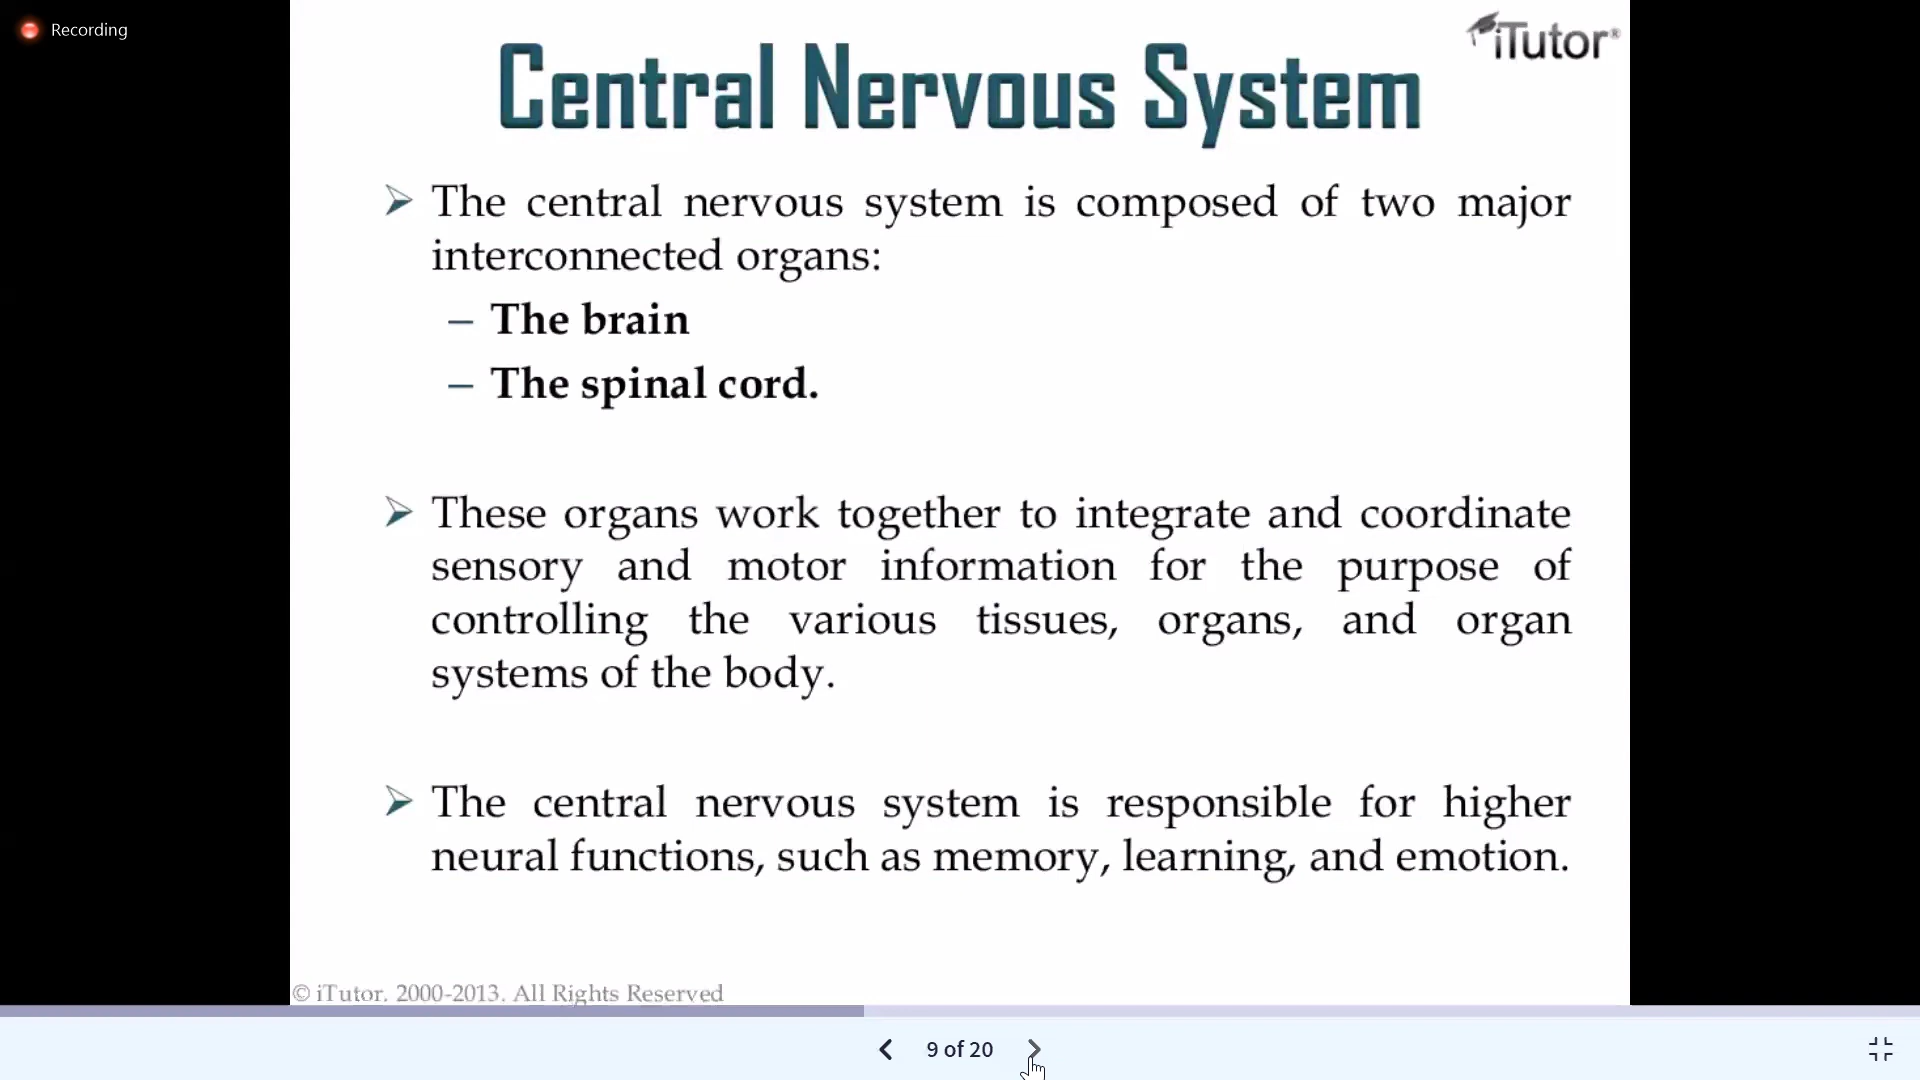 Recording
iTutor®
Central Nervous System
➢ The central nervous system is composed of two major
interconnected organs:
– The brain
– The spinal cord.
➢ These organs work together to integrate and coordinate
sensory and motor information for the purpose of
controlling the various tissues, organs, and organ
systems of the body.
➢ The central nervous system is responsible for higher
neural functions, such as memory, learning, and emotion.
© iTutor. 2000-2013. All Rights Reserved
9 of 20